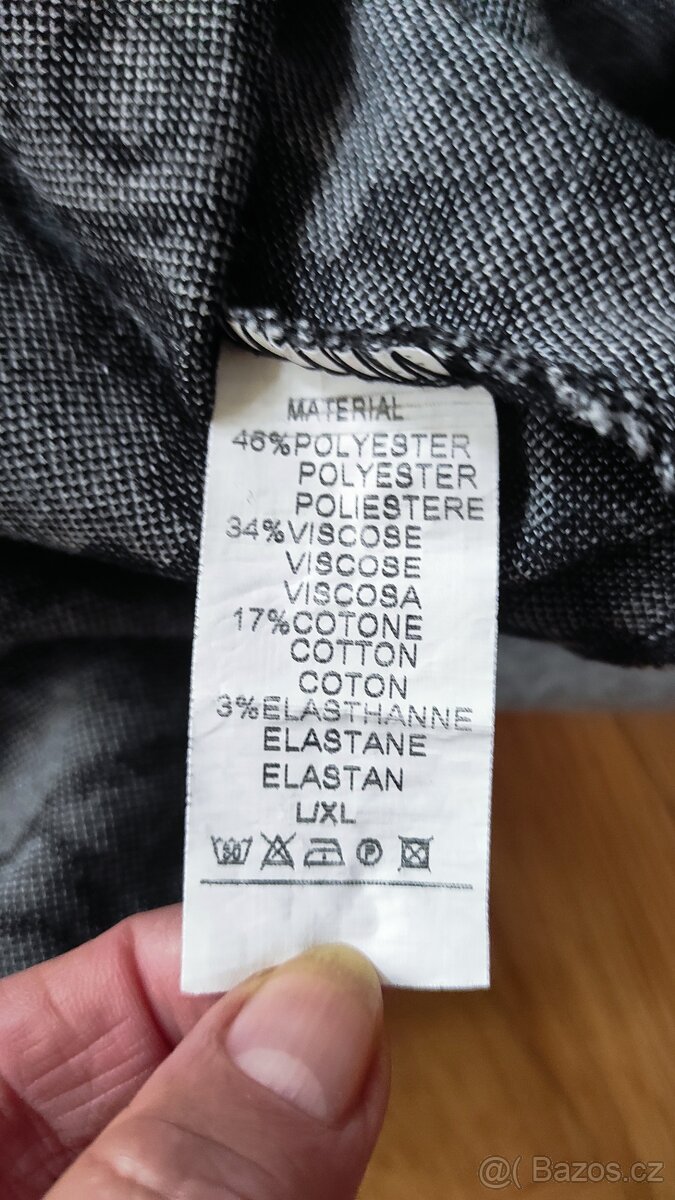 MATERIAL
46%POLYESTER
POLYESTER
POLIESTERE
34%VISCOSE
VISCOSE
VISCOSA
17%COTONE
COTTON
COTON
3%ELASTHANNE
ELASTANE
ELASTAN
L/XL
P
@( Bazos.cz